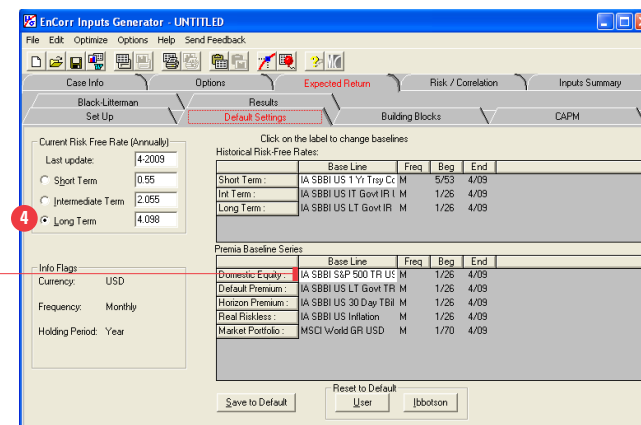 EnCorr Inputs Generator - UNTITLED
File Edit Optimize Options Help Send Feedback
Case Info Options Expected Return Risk / Correlation Inputs Summary
Black-Litterman Results
Set Up Default Settings Building Blocks CAPM
Current Risk Free Rate (Annually)
Last update: 4-2009
Short Term 0.55
Intermediate Term 2.055
4 Long Term 4.098
Info Flags
Currency: USD
Frequency: Monthly
Holding Period: Year
Click on the label to change baselines
Historical Risk-Free Rates:
Base Line Freq Beg End
Short Term : IA SBBI US 1 Yr Trsy Cc M 5/53 4/09
Int Term : IA SBBI US IT Govt IR I M 1/26 4/09
Long Term : IA SBBI US LT Govt IR M 1/26 4/09
Premia Baseline Series
Base Line Freq Beg End
Domestic Equity : IA SBBI S&P 500 TR US M 1/26 4/09
Default Premium : IA SBBI US LT Govt TR M 1/26 4/09
Horizon Premium : IA SBBI US 30 Day TBil M 1/26 4/09
Real Riskless : IA SBBI US Inflation M 1/26 4/09
Market Portfolio : MSCI World GR USD M 1/70 4/09
Reset to Default
Save to Default User Ibbotson